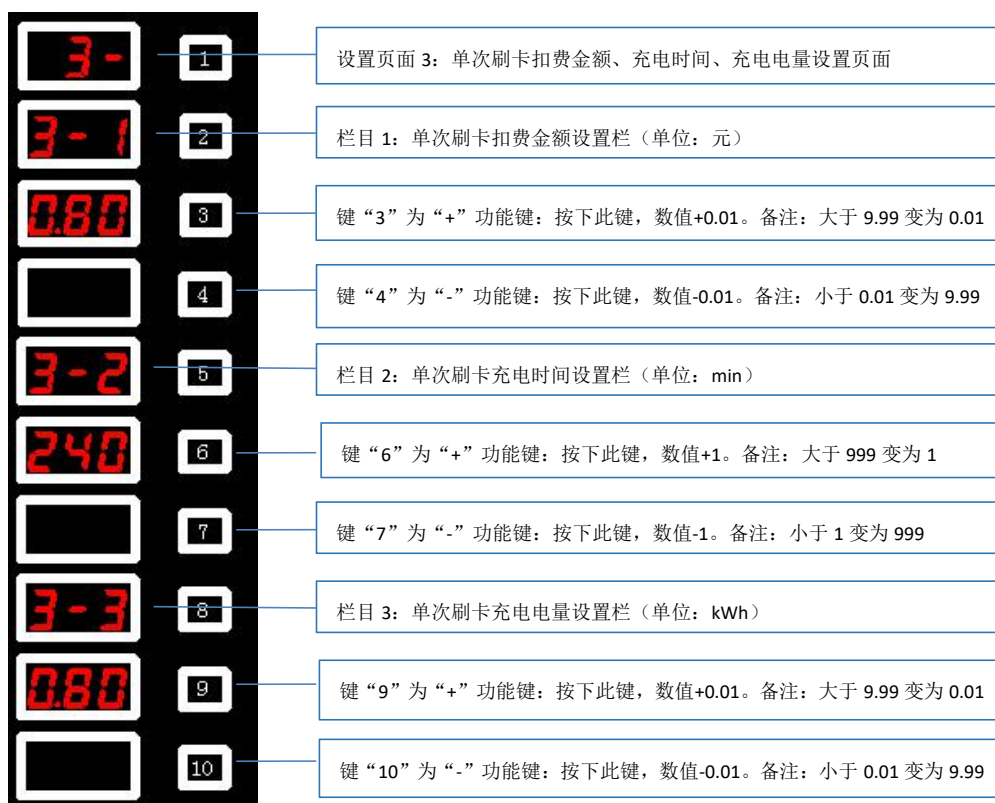 3-
1
设置页面 3：单次刷卡扣费金额、充电时间、充电电量设置页面
3-1
2
栏目 1：单次刷卡扣费金额设置栏（单位：元）
0.80
3
键“3”为“+”功能键：按下此键，数值+0.01。备注：大于 9.99 变为 0.01
4
键“4”为“-”功能键：按下此键，数值-0.01。备注：小于 0.01 变为 9.99
3-2
5
栏目 2：单次刷卡充电时间设置栏（单位：min）
240
6
键“6”为“+”功能键：按下此键，数值+1。备注：大于 999 变为 1
7
键“7”为“-”功能键：按下此键，数值-1。备注：小于 1 变为 999
3-3
8
栏目 3：单次刷卡充电电量设置栏（单位：kWh）
0.80
9
键“9”为“+”功能键：按下此键，数值+0.01。备注：大于 9.99 变为 0.01
10
键“10”为“-”功能键：按下此键，数值-0.01。备注：小于 0.01 变为 9.99